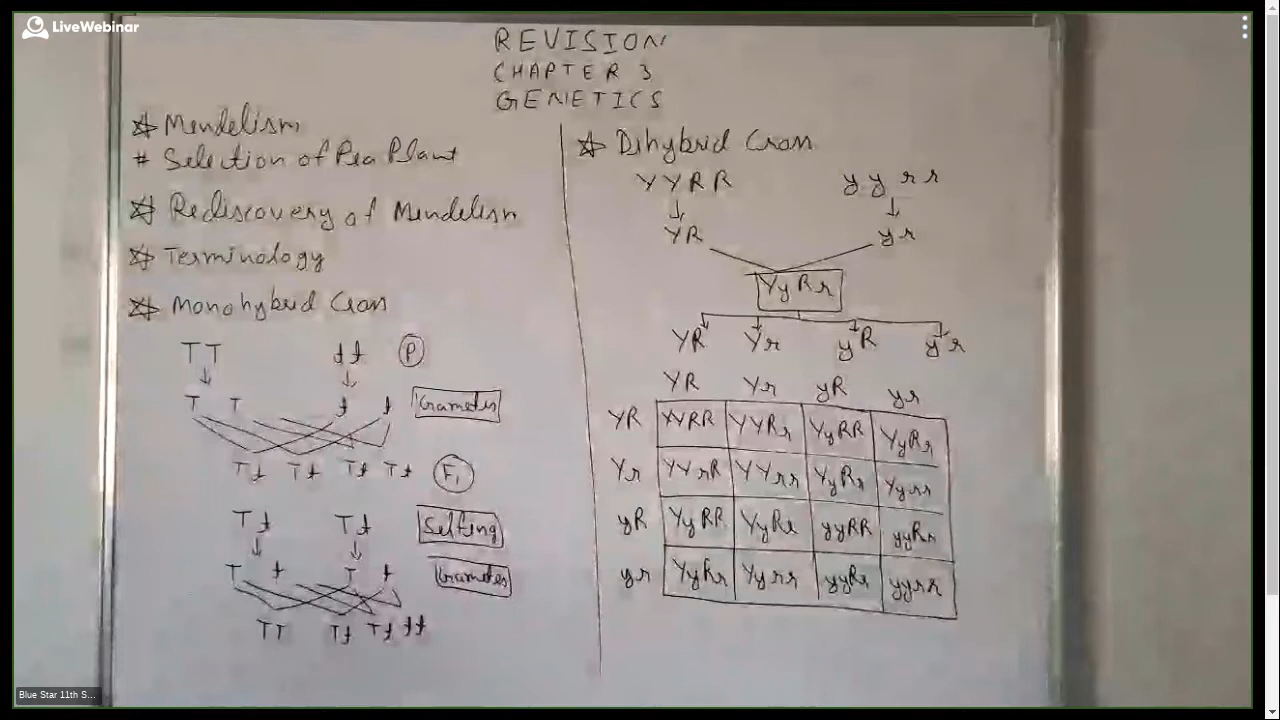 LiveWebinar
REVISION
CHAPTER 3
GENETICS
Mendelism
# Selection of Pea Plant
Rediscovery of Mendelism
Terminology
Monohybrid Cross
TT tt P
T T t t Gametes
Tt Tt Tt Tt F1
Tt Tt Selfing
T t T t Gametes
TT Tt Tt tt
Dihybrid Cross
YYRR yyrr
YR yr
YyRr
YR Yr yR yr
YR Yr yR yr
YR YYRR YYRr YyRR YyRr
Yr YYrR YYrr YyRr Yyrr
yR YyRR YyRr yyRR yyRr
yr YyRr Yyrr yyRr yyrr
Blue Star 11th S...